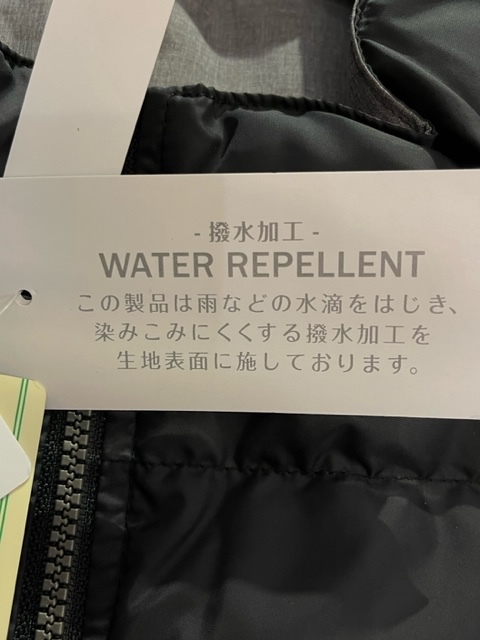 - 撥水加工 -
WATER REPELLENT
この製品は雨などの水滴をはじき、
染みこみにくくする撥水加工を
生地表面に施しております。